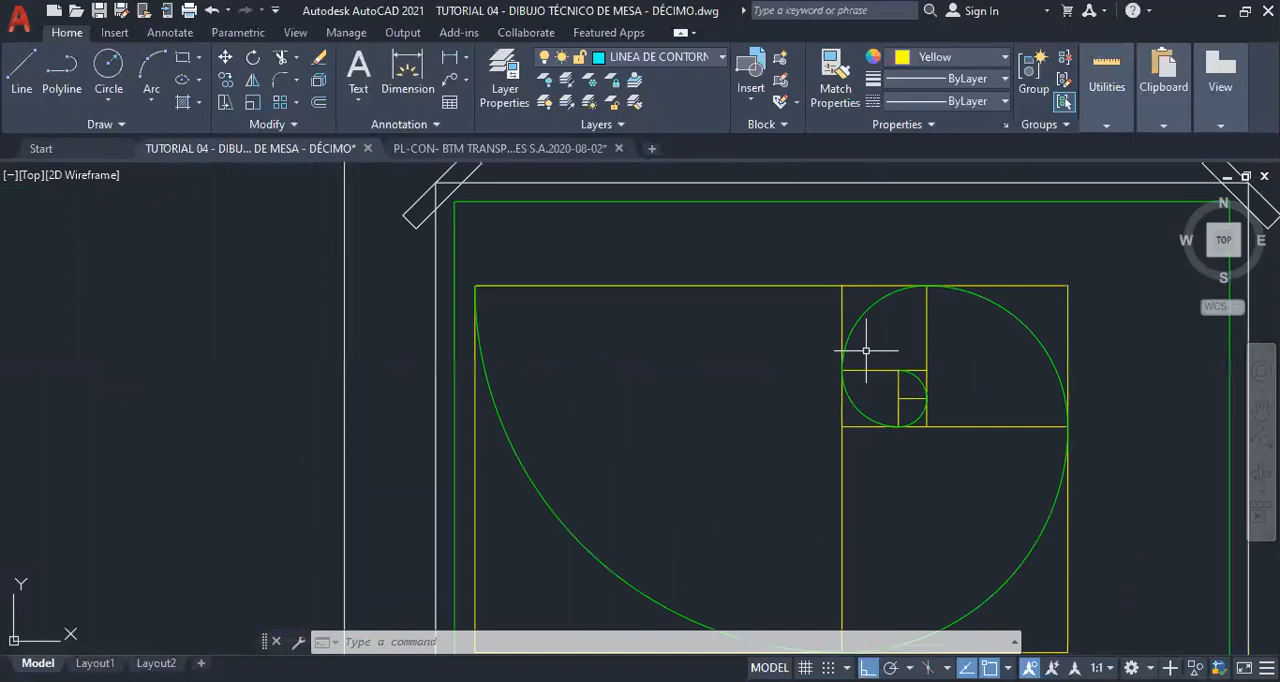 A Autodesk AutoCAD 2021 TUTORIAL 04 - DIBUJO TÉCNICO DE MESA - DÉCIMO.dwg Type a keyword or phrase Sign In ?
Home Insert Annotate Parametric View Manage Output Add-ins Collaborate Featured Apps
Line Polyline Circle Arc A Text Dimension Layer Properties LINEA DE CONTORN Insert Match Properties Yellow ByLayer ByLayer Group Utilities Clipboard View
Draw Modify Annotation Layers Block Properties Groups
Start TUTORIAL 04 - DIBU... DE MESA - DÉCIMO* PL-CON- BTM TRANSP...ES S.A.2020-08-02*
[−][Top][2D Wireframe]
N
W TOP E
S
WCS
Y
X
Type a command
Model Layout1 Layout2 + MODEL 1:1